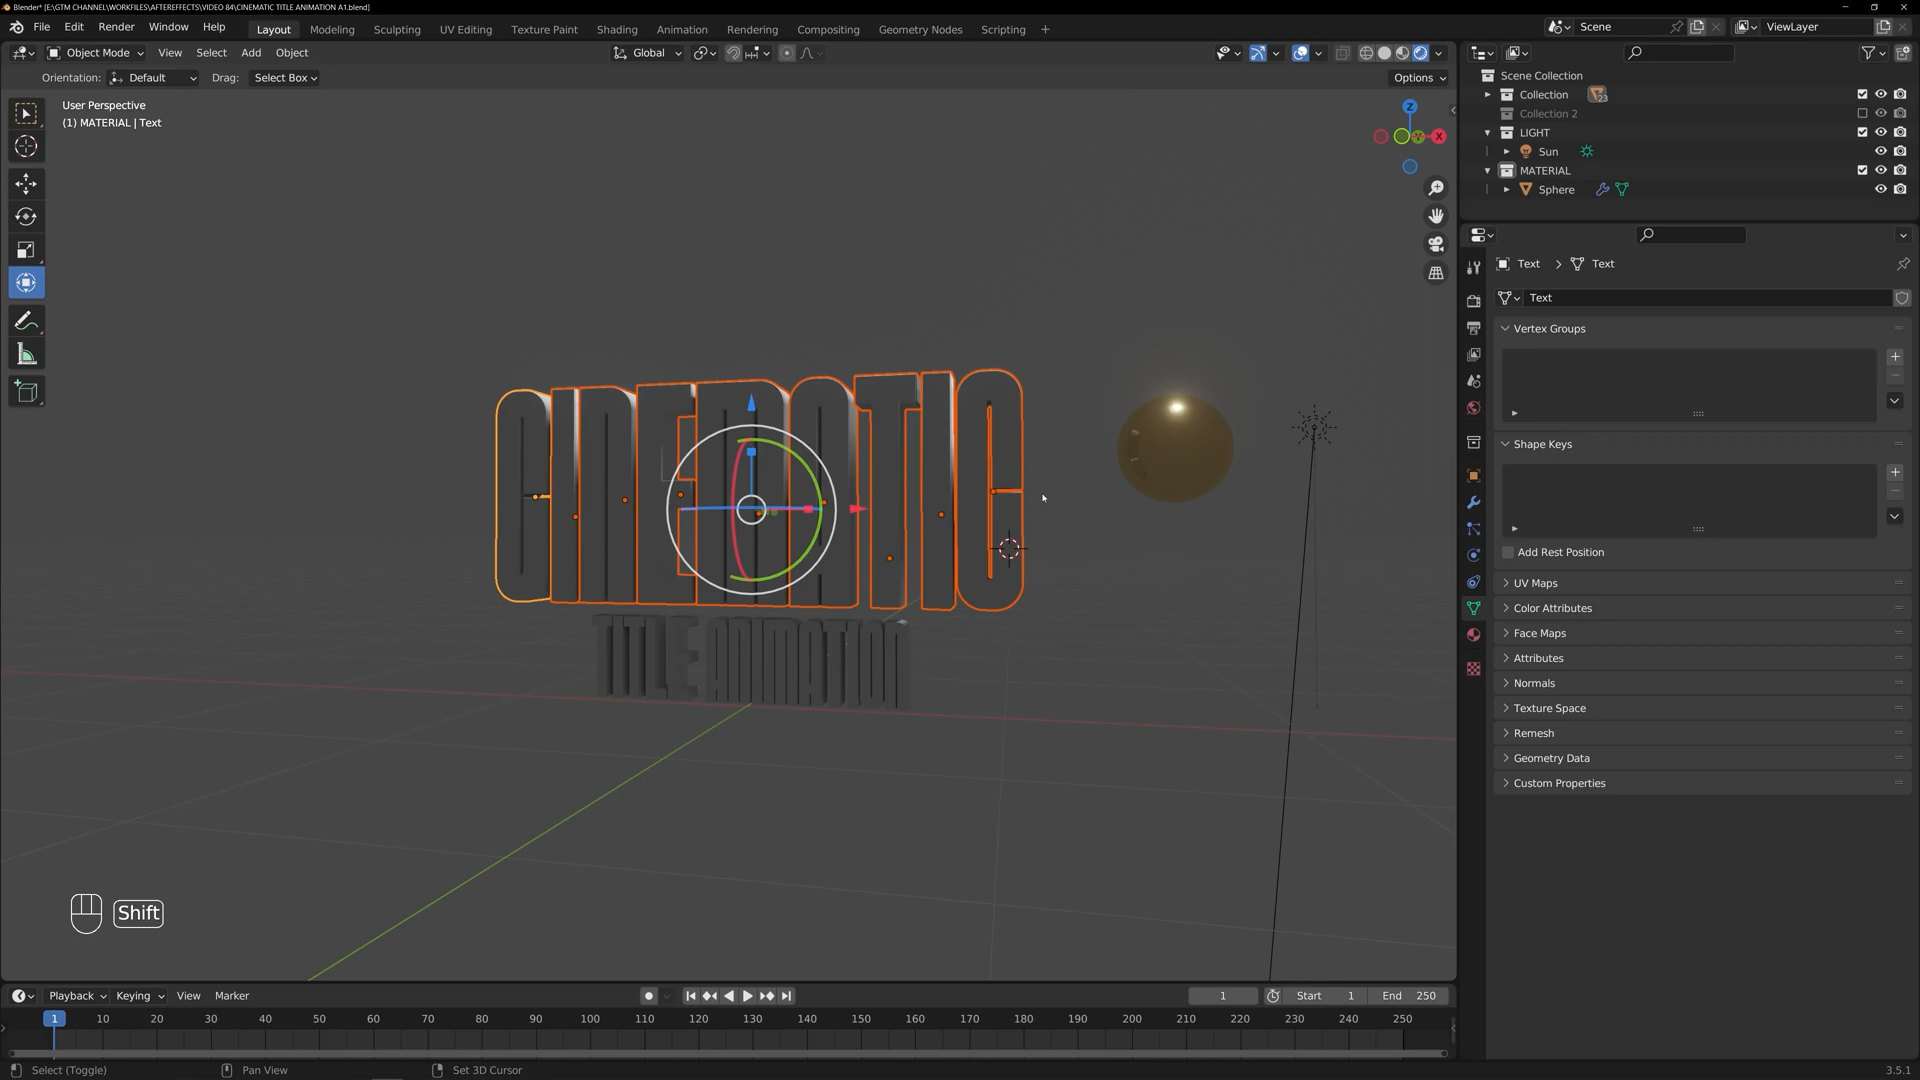 Blender* [E:\GTM CHANNEL\WORKFILES\AFTEREFFECTS\VIDEO 84\CINEMATIC TITLE ANIMATION A1.blend]
File Edit Render Window Help
Layout Modeling Sculpting UV Editing Texture Paint Shading Animation Rendering Compositing Geometry Nodes Scripting +
Scene
ViewLayer
Object Mode View Select Add Object
Global
Orientation: Default Drag: Select Box
Options
User Perspective
(1) MATERIAL | Text
Z
X
Scene Collection
Collection 23
Collection 2
LIGHT
Sun
MATERIAL
Sphere
Text > Text
Text
Vertex Groups
Shape Keys
Add Rest Position
UV Maps
Color Attributes
Face Maps
Attributes
Normals
Texture Space
Remesh
Geometry Data
Custom Properties
CINEMATIC
TITLE ANIMATION
Shift
Playback Keying View Marker
1
Start 1
End 250
1 10 20 30 40 50 60 70 80 90 100 110 120 130 140 150 160 170 180 190 200 210 220 230 240 250
Select (Toggle)
Pan View
Set 3D Cursor
3.5.1